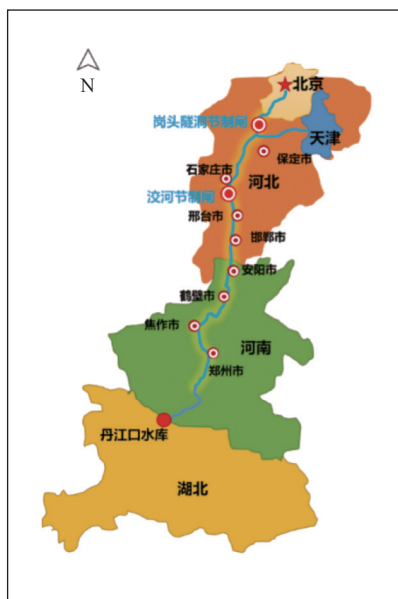 N
北京
岗头隧洞节制闸
天津
保定市
石家庄市
河北
洨河节制闸
邢台市
邯郸市
安阳市
鹤壁市
焦作市
河南
郑州市
丹江口水库
湖北